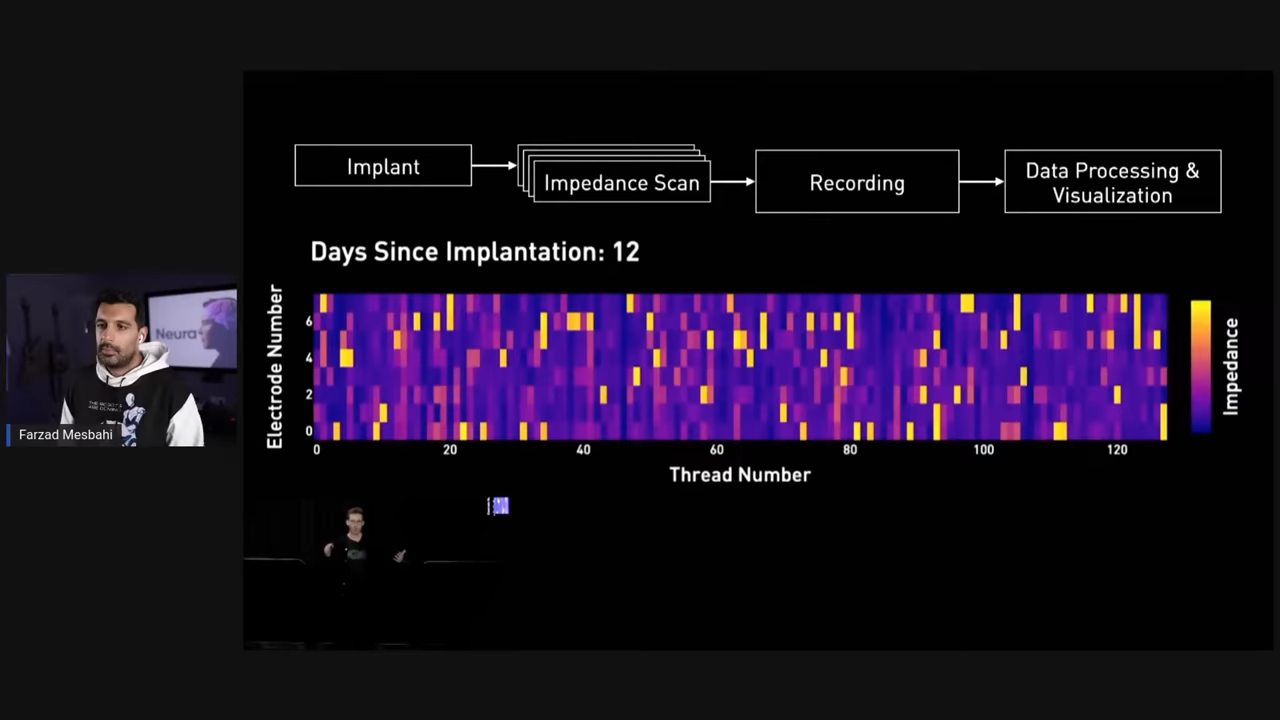 Implant
Impedance Scan
Recording
Data Processing &
Visualization
Days Since Implantation: 12
Electrode Number
6
4
2
0
0 20 40 60 80 100 120
Thread Number
Impedance
Neura
Farzad Mesbahi